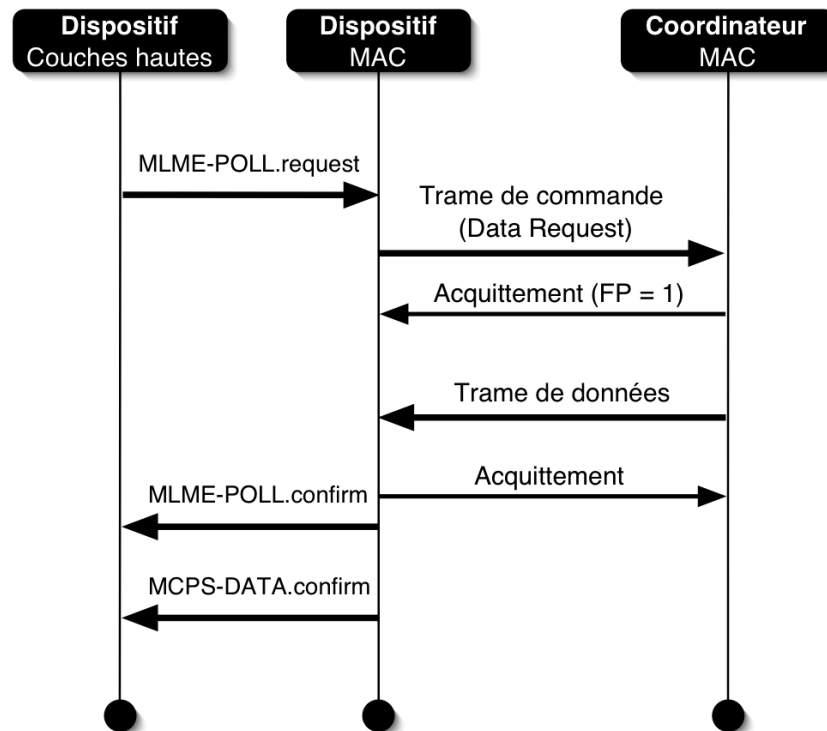 Dispositif
Couches hautes
Dispositif
MAC
Coordinateur
MAC
MLME-POLL.request
Trame de commande
(Data Request)
Acquittement (FP = 1)
Trame de données
Acquittement
MLME-POLL.confirm
MCPS-DATA.confirm